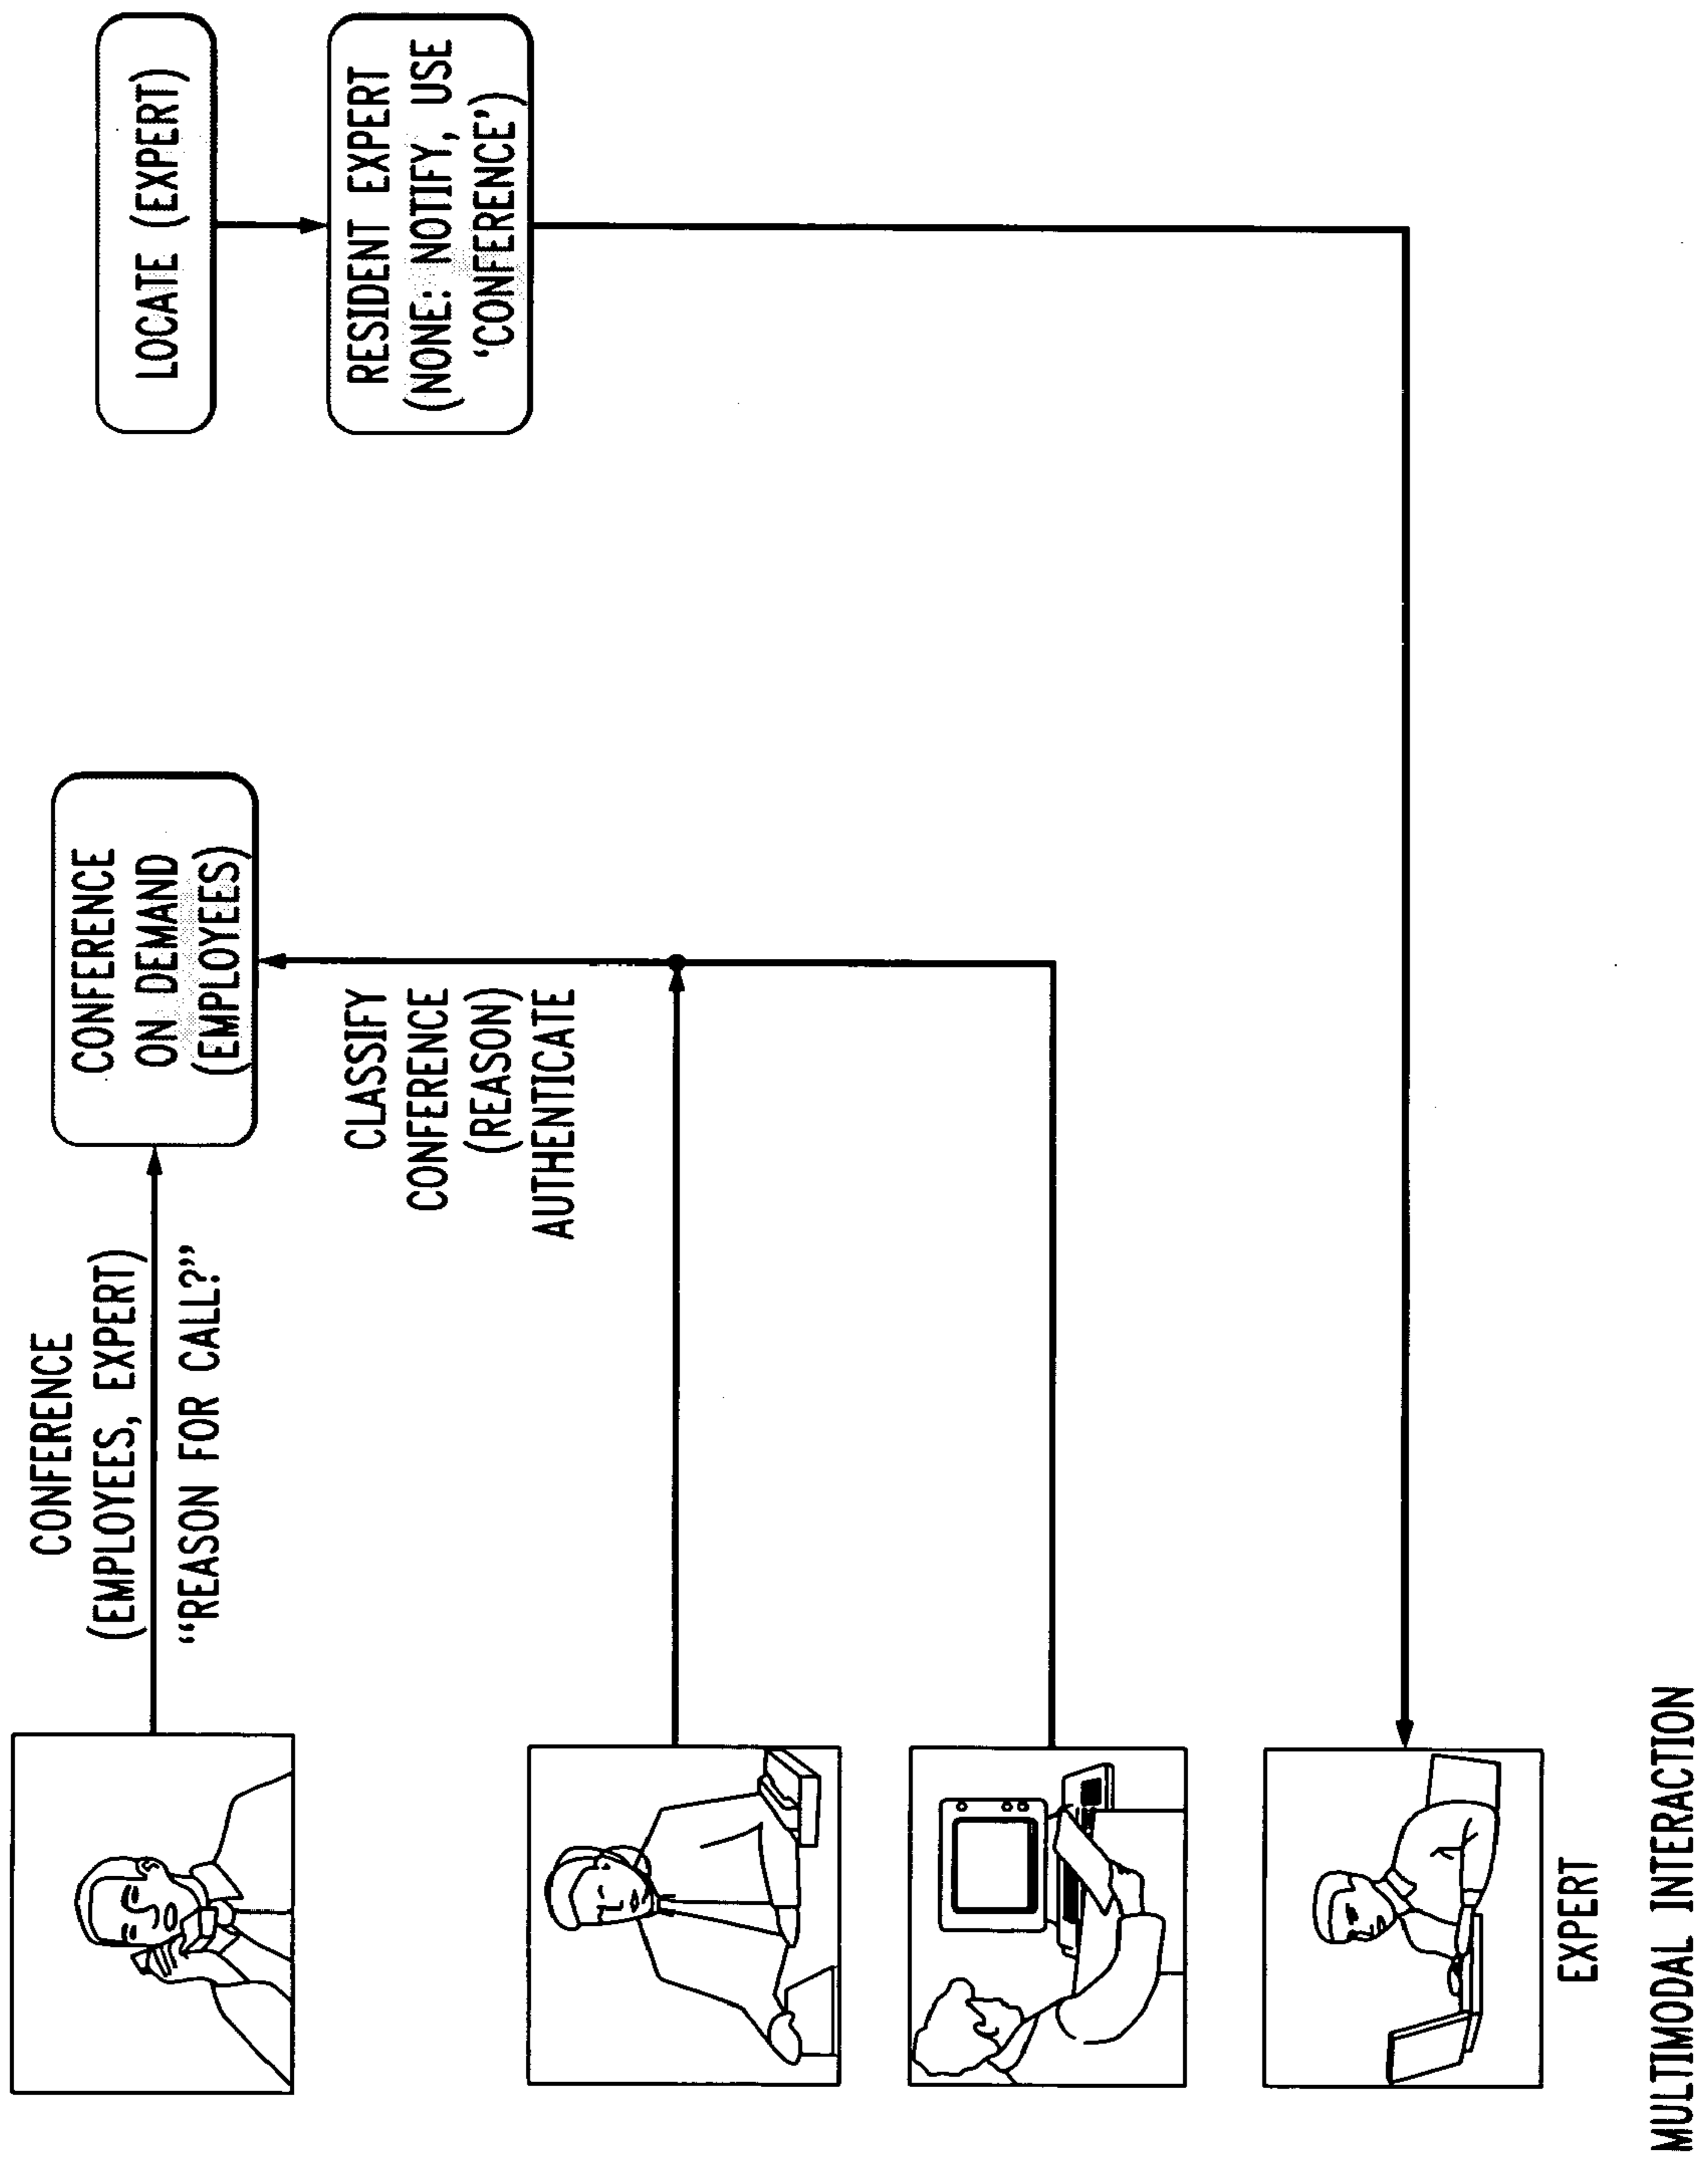 CONFERENCE
(EMPLOYEES, EXPERT)
“REASON FOR CALL?”
CONFERENCE
ON DEMAND
(EMPLOYEES)
LOCATE (EXPERT)
RESIDENT EXPERT
(NONE: NOTIFY, USE
‘CONFERENCE’)
CLASSIFY
CONFERENCE
(REASON)
AUTHENTICATE
EXPERT
MULTIMODAL INTERACTION